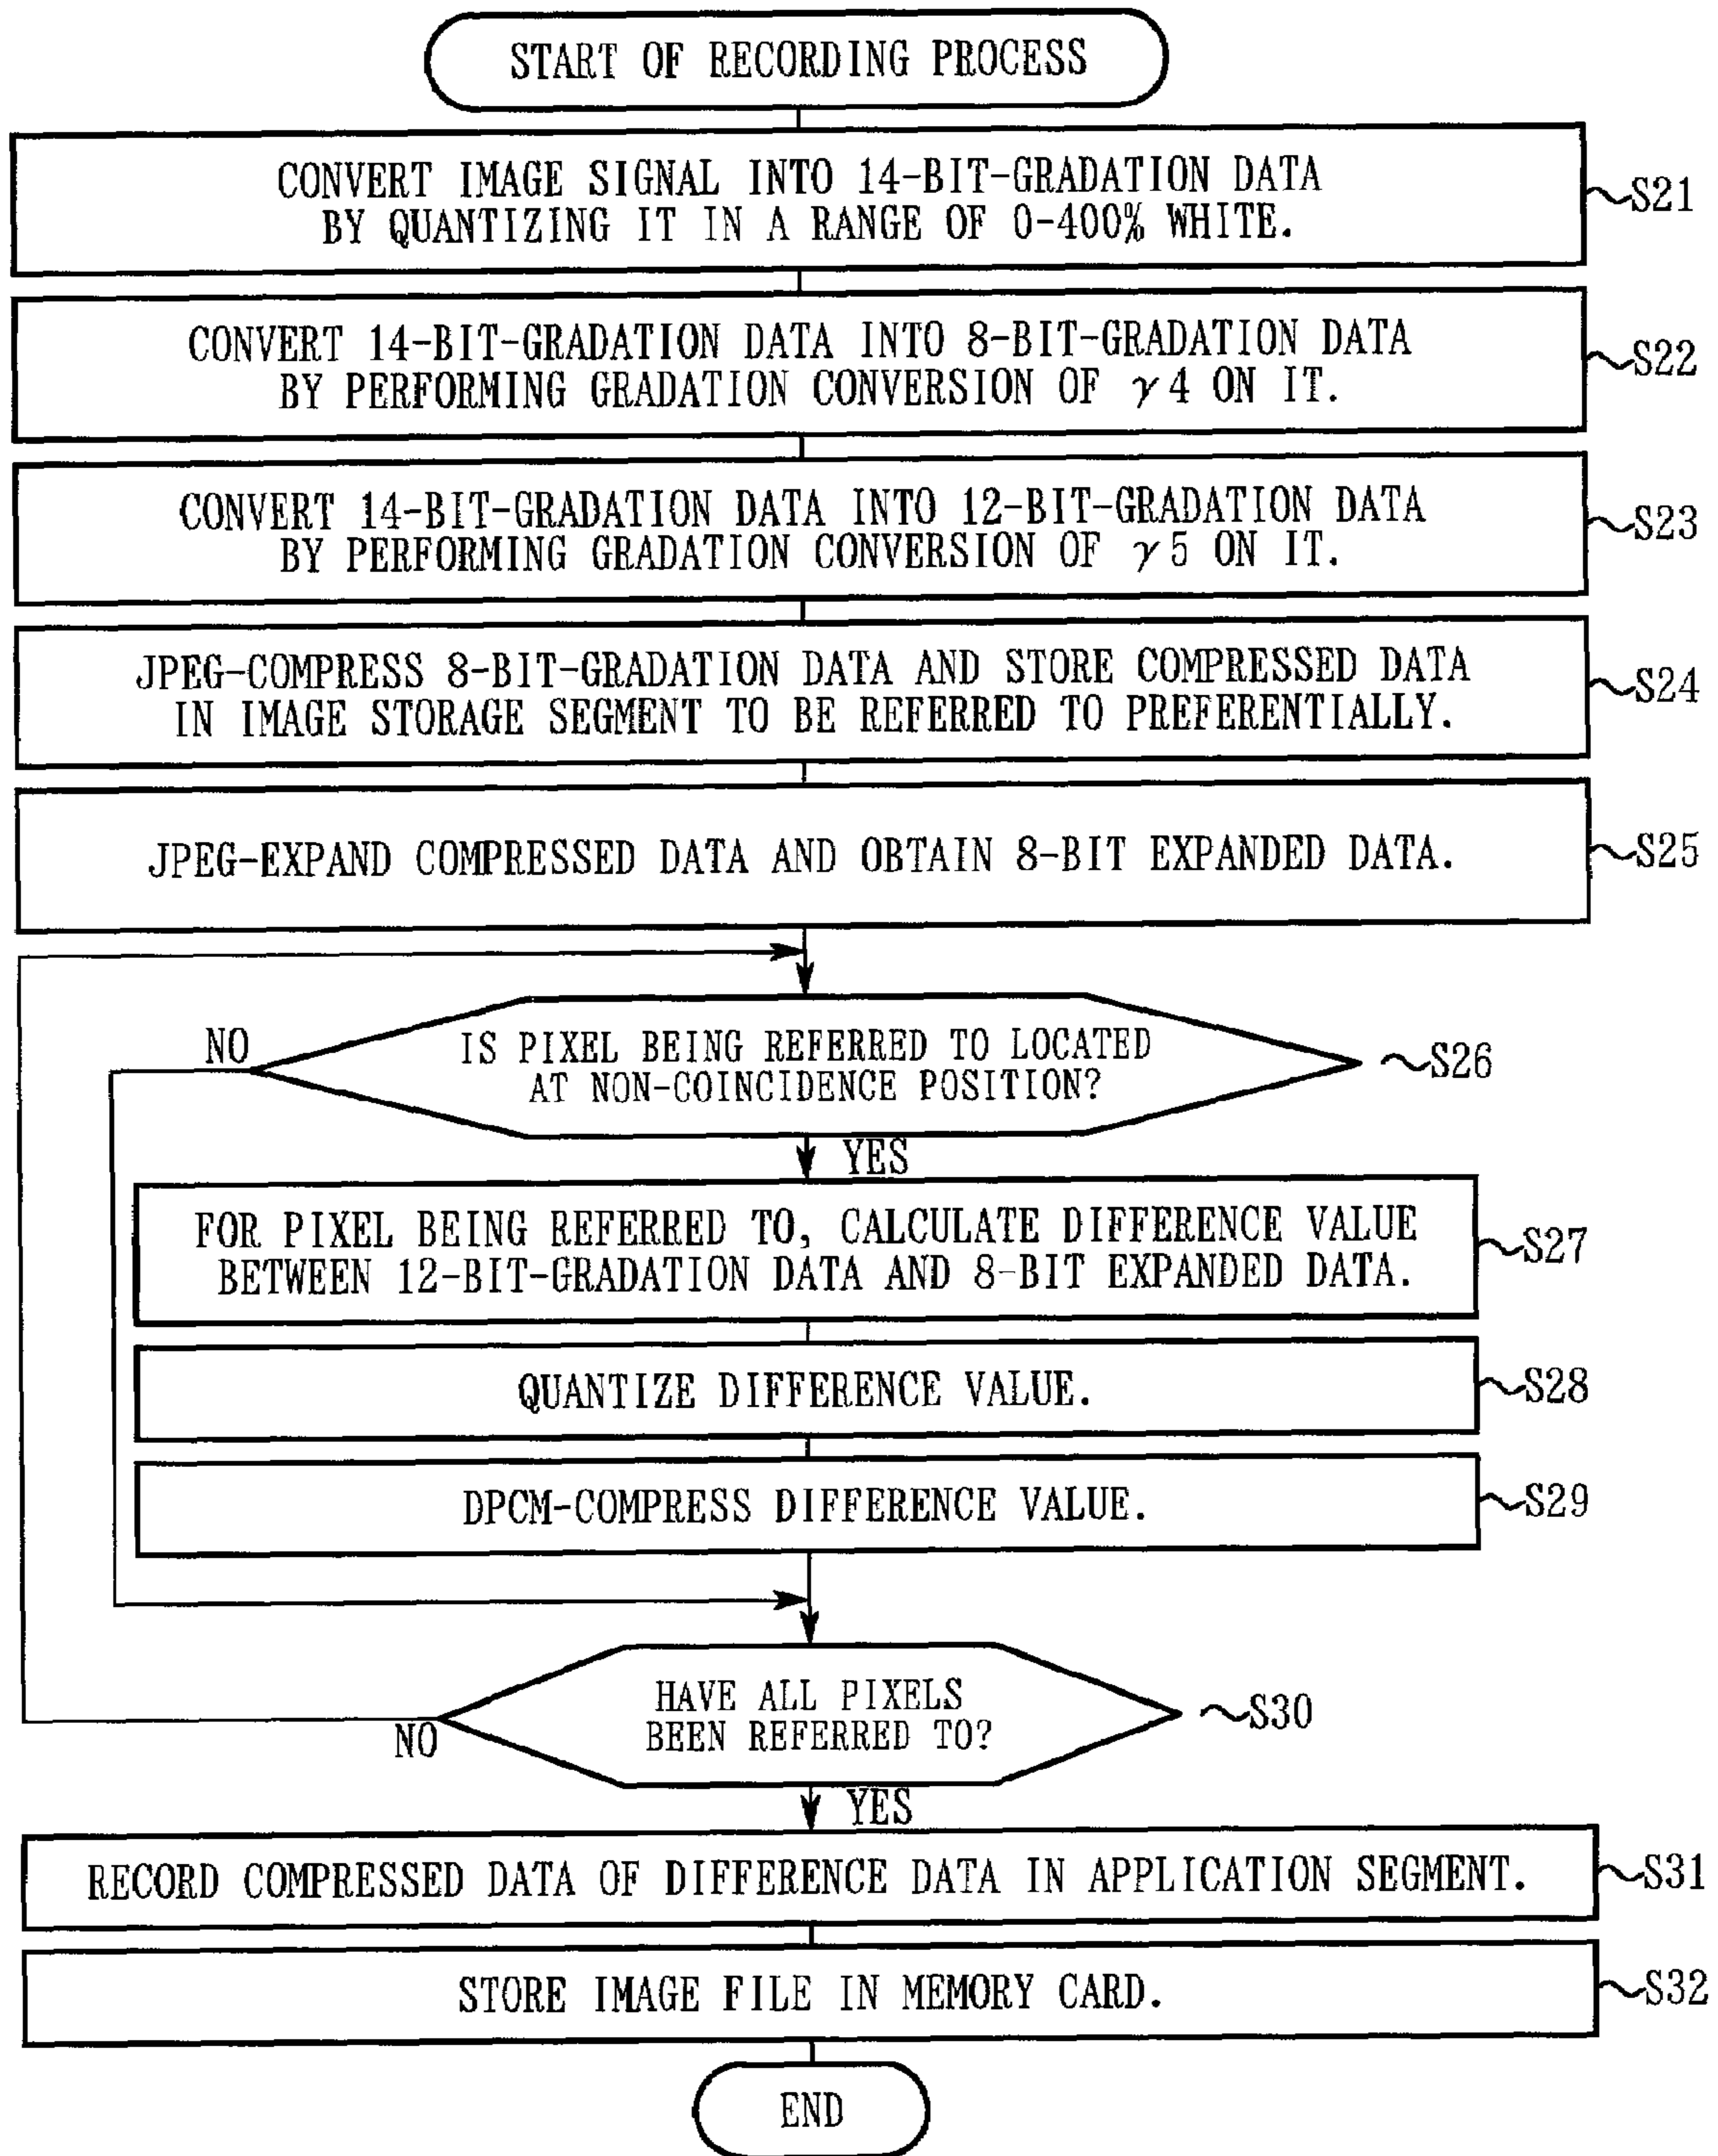 START OF RECORDING PROCESS
CONVERT IMAGE SIGNAL INTO 14-BIT-GRADATION DATA
BY QUANTIZING IT IN A RANGE OF 0-400% WHITE.
S21
CONVERT 14-BIT-GRADATION DATA INTO 8-BIT-GRADATION DATA
BY PERFORMING GRADATION CONVERSION OF γ4 ON IT.
S22
CONVERT 14-BIT-GRADATION DATA INTO 12-BIT-GRADATION DATA
BY PERFORMING GRADATION CONVERSION OF γ5 ON IT.
S23
JPEG-COMPRESS 8-BIT-GRADATION DATA AND STORE COMPRESSED DATA
IN IMAGE STORAGE SEGMENT TO BE REFERRED TO PREFERENTIALLY.
S24
JPEG-EXPAND COMPRESSED DATA AND OBTAIN 8-BIT EXPANDED DATA.
S25
NO
IS PIXEL BEING REFERRED TO LOCATED
AT NON-COINCIDENCE POSITION?
S26
YES
FOR PIXEL BEING REFERRED TO, CALCULATE DIFFERENCE VALUE
BETWEEN 12-BIT-GRADATION DATA AND 8-BIT EXPANDED DATA.
S27
QUANTIZE DIFFERENCE VALUE.
S28
DPCM-COMPRESS DIFFERENCE VALUE.
S29
HAVE ALL PIXELS
BEEN REFERRED TO?
S30
NO
YES
RECORD COMPRESSED DATA OF DIFFERENCE DATA IN APPLICATION SEGMENT.
S31
STORE IMAGE FILE IN MEMORY CARD.
S32
END